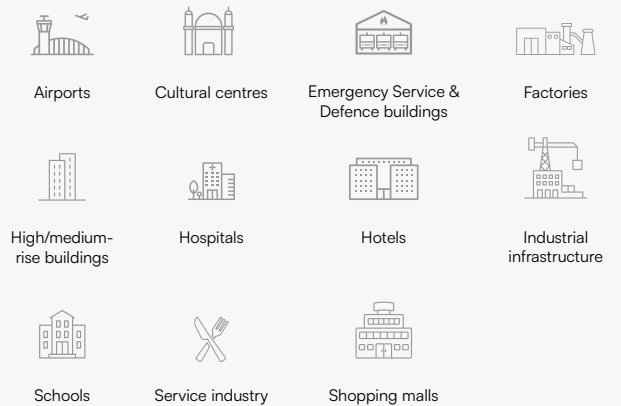 Airports
Cultural centres
Emergency Service &
Defence buildings
Factories
High/medium-
rise buildings
Hospitals
Hotels
Industrial
infrastructure
Schools
Service industry
Shopping malls